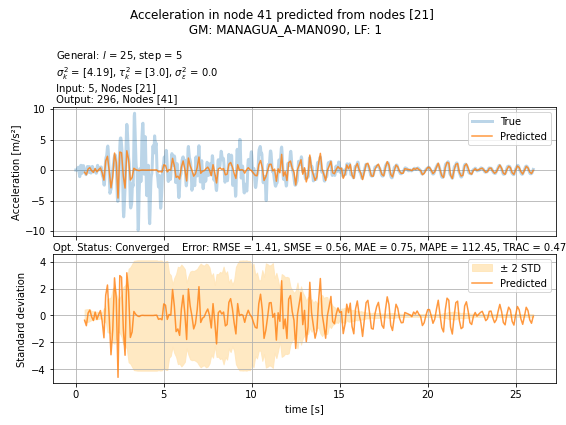 Acceleration in node 41 predicted from nodes [21]
GM: MANAGUA_A-MAN090, LF: 1
General: l = 25, step = 5
σ²ₖ = [4.19], τ²ₖ = [3.0], σ²ε = 0.0
Input: 5, Nodes [21]
Output: 296, Nodes [41]
10
5
0
−5
−10
Acceleration [m/s²]
True
Predicted
Opt. Status: Converged    Error: RMSE = 1.41, SMSE = 0.56, MAE = 0.75, MAPE = 112.45, TRAC = 0.47
4
2
0
−2
−4
Standard deviation
± 2 STD
Predicted
0 5 10 15 20 25
time [s]